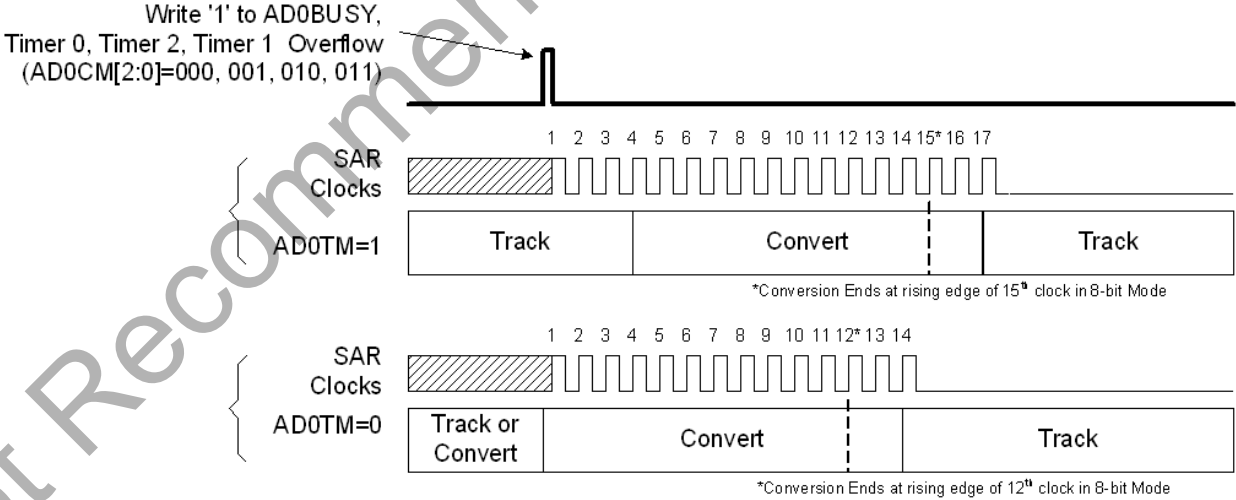 Write '1' to AD0BUSY,
Timer 0, Timer 2, Timer 1 Overflow
(AD0CM[2:0]=000, 001, 010, 011)
1 2 3 4 5 6 7 8 9 10 11 12 13 14 15* 16 17
SAR
Clocks
AD0TM=1
Track
Convert
Track
*Conversion Ends at rising edge of 15th clock in 8-bit Mode
1 2 3 4 5 6 7 8 9 10 11 12* 13 14
SAR
Clocks
AD0TM=0
Track or
Convert
Convert
Track
*Conversion Ends at rising edge of 12th clock in 8-bit Mode